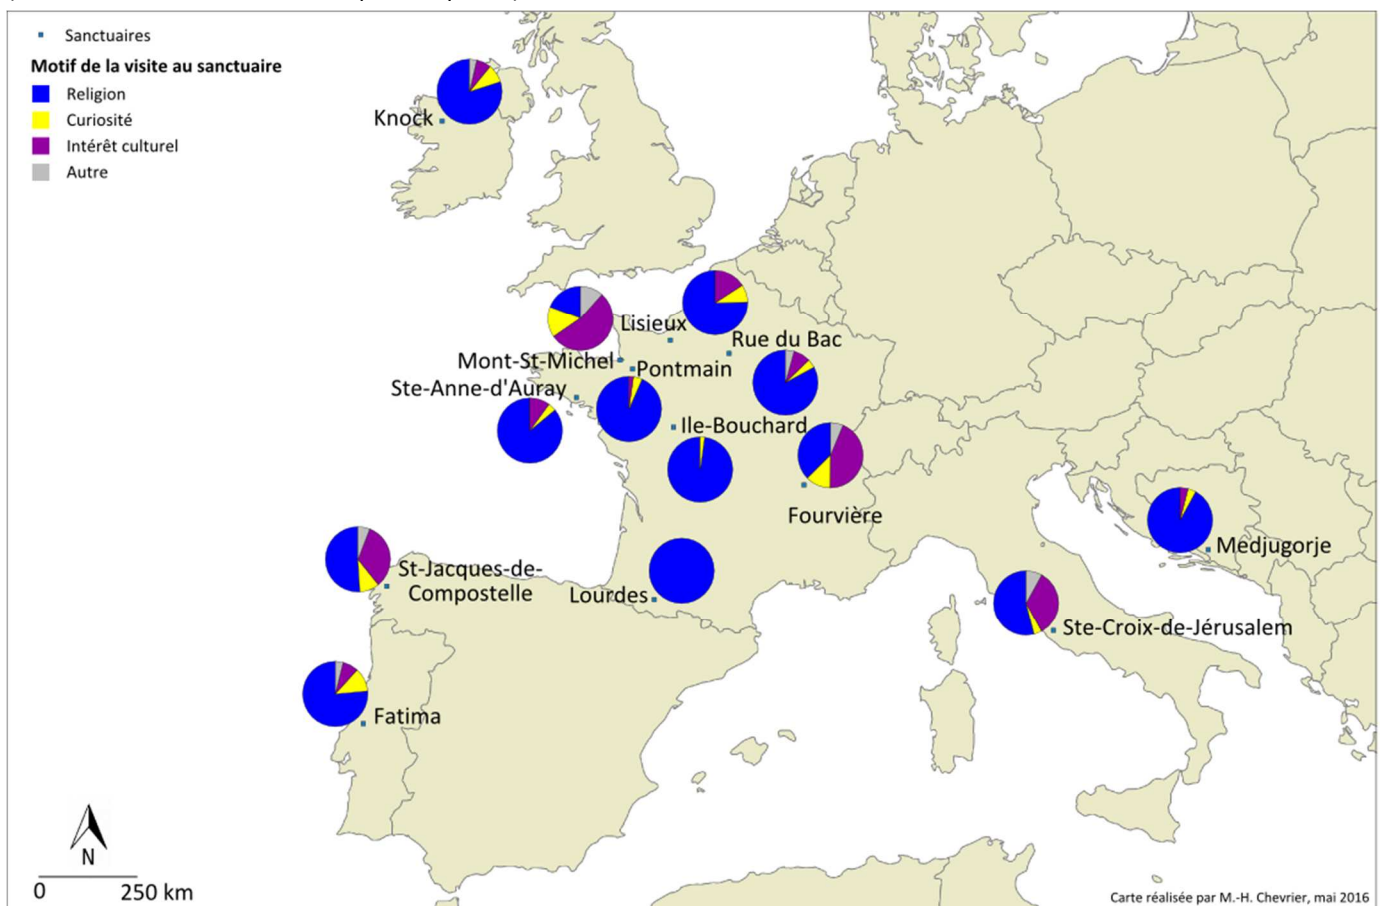 Sanctuaires
Motif de la visite au sanctuaire
Religion
Curiosité
Intérêt culturel
Autre
Knock
Lisieux
Rue du Bac
Mont-St-Michel
Pontmain
Ste-Anne-d'Auray
Ile-Bouchard
Fourvière
Medjugorje
St-Jacques-de-
Compostelle
Lourdes
Ste-Croix-de-Jérusalem
Fatima
N
0 250 km
Carte réalisée par M.-H. Chevrier, mai 2016